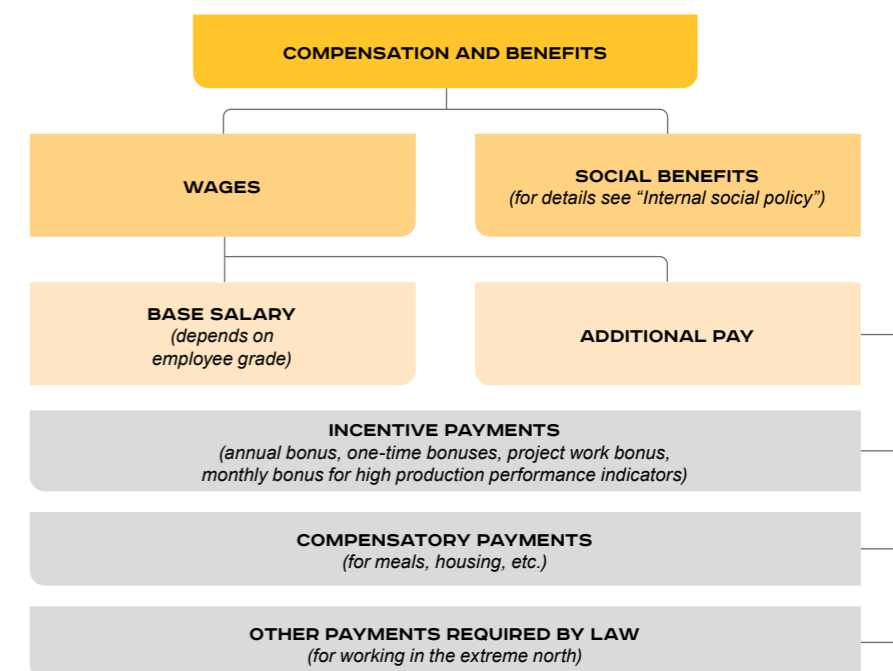 COMPENSATION AND BENEFITS
WAGES
SOCIAL BENEFITS
(for details see “Internal social policy”)
BASE SALARY
(depends on
employee grade)
ADDITIONAL PAY
INCENTIVE PAYMENTS
(annual bonus, one-time bonuses, project work bonus,
monthly bonus for high production performance indicators)
COMPENSATORY PAYMENTS
(for meals, housing, etc.)
OTHER PAYMENTS REQUIRED BY LAW
(for working in the extreme north)